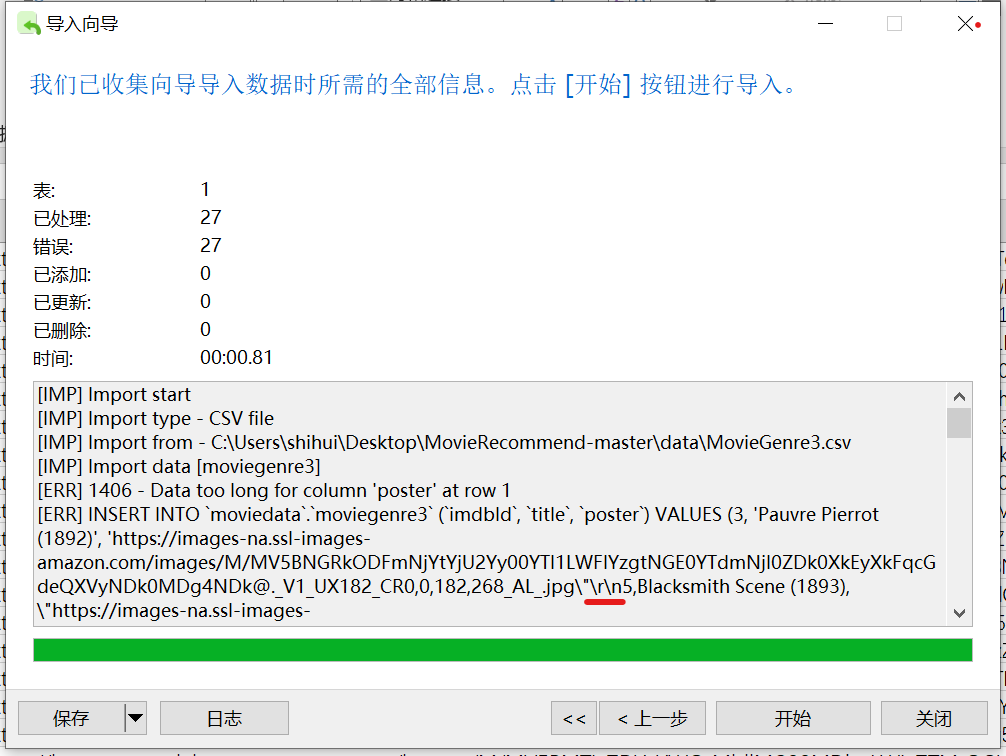 导入向导
我们已收集向导导入数据时所需的全部信息。点击 [开始] 按钮进行导入。
表: 1
已处理: 27
错误: 27
已添加: 0
已更新: 0
已删除: 0
时间: 00:00.81
[IMP] Import start
[IMP] Import type - CSV file
[IMP] Import from - C:\Users\shihui\Desktop\MovieRecommend-master\data\MovieGenre3.csv
[IMP] Import data [moviegenre3]
[ERR] 1406 - Data too long for column 'poster' at row 1
[ERR] INSERT INTO `moviedata`.`moviegenre3` (`imdbId`, `title`, `poster`) VALUES (3, 'Pauvre Pierrot
(1892)', 'https://images-na.ssl-images-
amazon.com/images/M/MV5BNGRkODFmNjYtYjU2Yy00YTl1LWFlYzgtNGE0YTdmNjI0ZDk0XkEyXkFqcG
deQXVyNDk0MDg4NDk@._V1_UX182_CR0,0,182,268_AL_.jpg\"\r\n5,Blacksmith Scene (1893),
\"https://images-na.ssl-images-
保存 日志 << < 上一步 开始 关闭